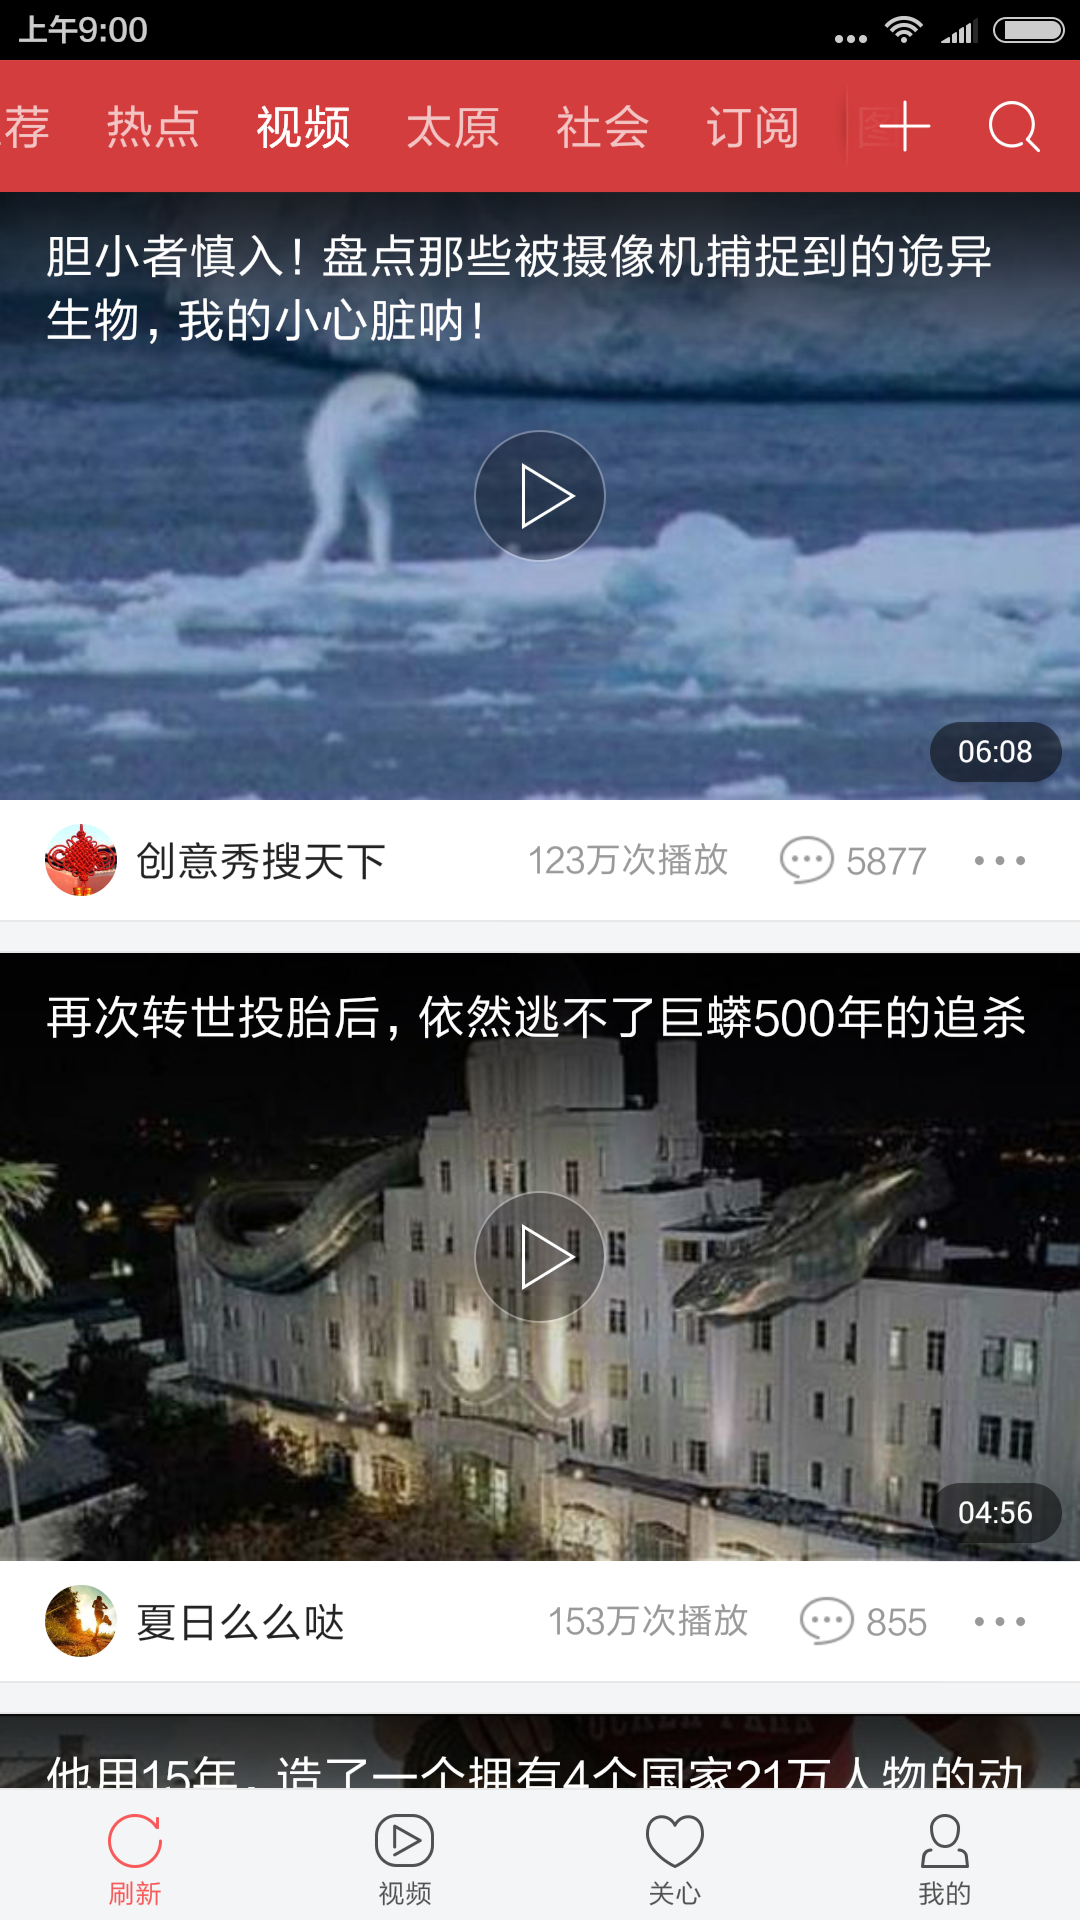 上午9:00
荐 热点 视频 太原 社会 订阅 图
胆小者慎入！盘点那些被摄像机捕捉到的诡异
生物，我的小心脏呐！
06:08
创意秀搜天下 123万次播放 5877
再次转世投胎后，依然逃不了巨蟒500年的追杀
04:56
夏日么么哒 153万次播放 855
他用15年，造了一个拥有4个国家21万人物的动
刷新 视频 关心 我的